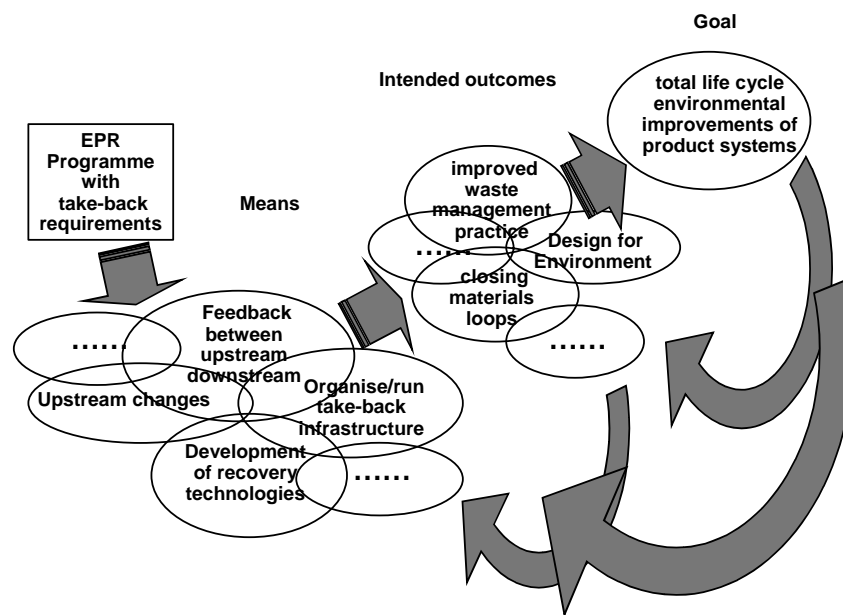 Goal
Intended outcomes
total life cycle
environmental
improvements of
product systems
EPR
Programme
with
take-back
requirements
Means
improved
waste
management
practice
......
Design for
Environment
closing
materials
loops
......
Feedback
between
upstream
downstream
......
Upstream changes
Organise/run
take-back
infrastructure
Development
of recovery
technologies
......